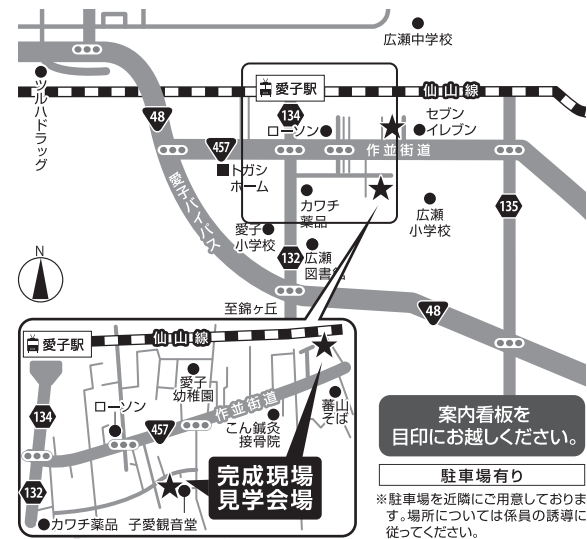 広瀬中学校
愛子駅
仙山線
ツルハドラッグ
48
134
ローソン
セブン
イレブン
457
作並街道
トガシ
ホーム
愛子バイパス
カワチ
薬品
広瀬
小学校
135
愛子
小学校
132
広瀬
図書館
N
至錦ヶ丘
48
愛子駅
仙山線
愛子
幼稚園
134
ローソン
作並街道
蕃山
そば
457
こん鍼灸
接骨院
132
完成現場
見学会場
カワチ薬品
子愛観音堂
案内看板を
目印にお越しください。
駐車場有り
※駐車場を近隣にご用意しておりま
す。場所については係員の誘導に
従ってください。